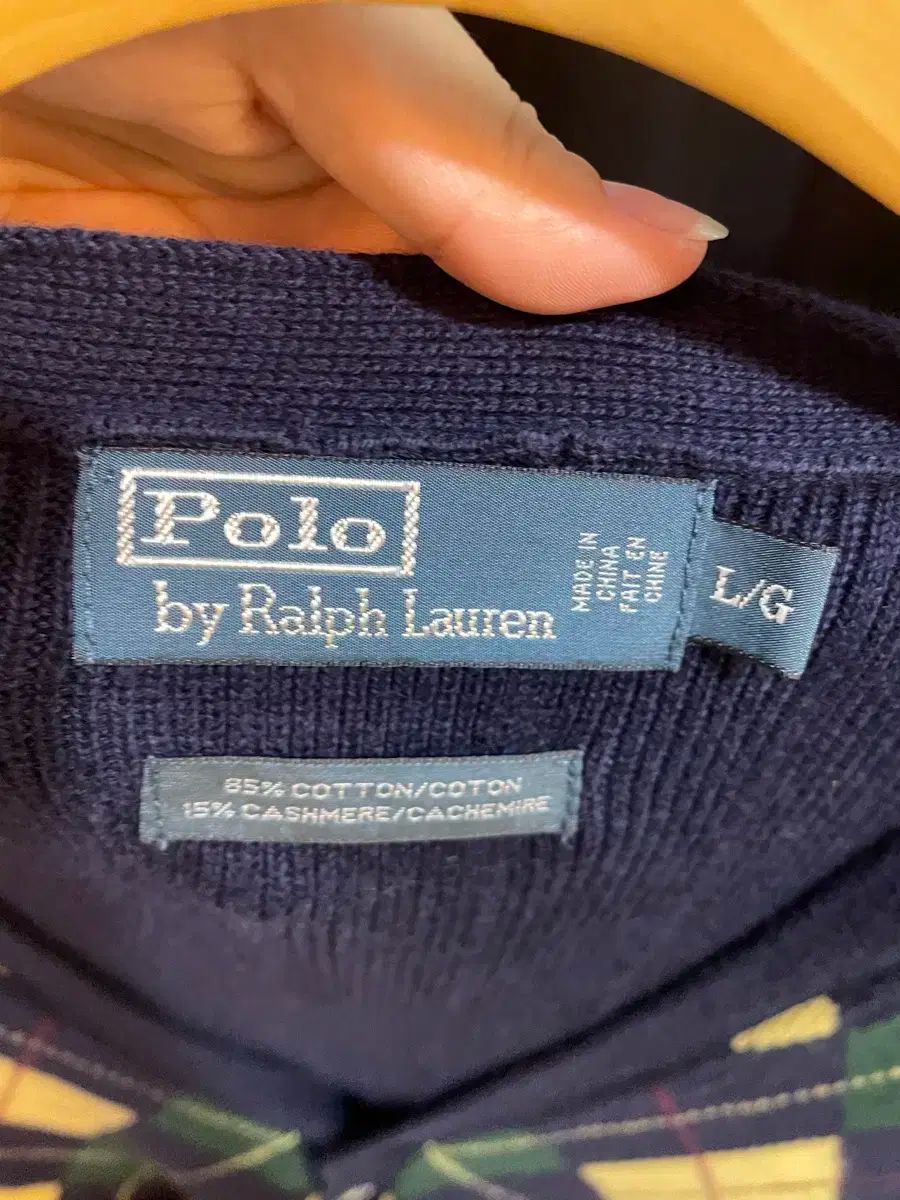 Polo
by Ralph Lauren
MADE IN
CHINA
FAIT EN
CHINE
L/G
85% COTTON/COTON
15% CASHMERE/CACHEMIRE